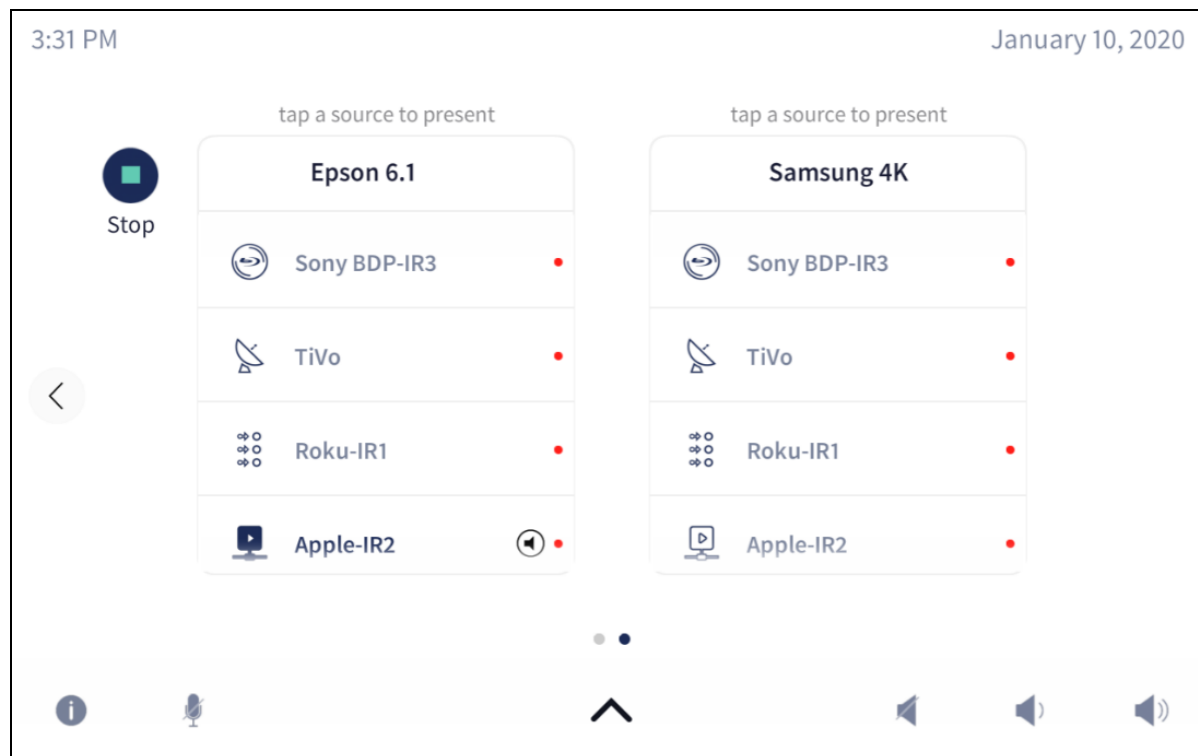 3:31 PM
January 10, 2020
tap a source to present
tap a source to present
Stop
Epson 6.1
Sony BDP-IR3
TiVo
Roku-IR1
Apple-IR2
Samsung 4K
Sony BDP-IR3
TiVo
Roku-IR1
Apple-IR2